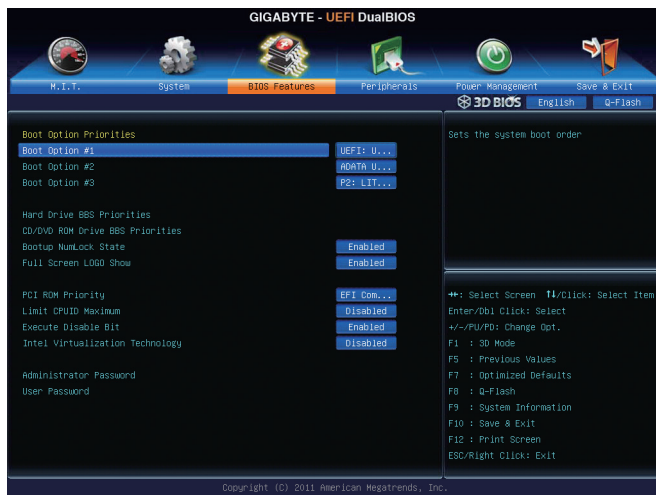 GIGABYTE - UEFI DualBIOS
M.I.T. System BIOS Features Peripherals Power Management Save & Exit
3D BIOS English Q-Flash
Boot Option Priorities
Boot Option #1 UEFI: U...
Boot Option #2 ADATA U...
Boot Option #3 P2: LIT...
Hard Drive BBS Priorities
CD/DVD ROM Drive BBS Priorities
Bootup NumLock State Enabled
Full Screen LOGO Show Enabled
PCI ROM Priority EFI Com...
Limit CPUID Maximum Disabled
Execute Disable Bit Enabled
Intel Virtualization Technology Disabled
Administrator Password
User Password
Sets the system boot order
→←: Select Screen ↑↓/Click: Select Item
Enter/Dbl Click: Select
+/-/PU/PD: Change Opt.
F1 : 3D Mode
F5 : Previous Values
F7 : Optimized Defaults
F8 : Q-Flash
F9 : System Information
F10 : Save & Exit
F12 : Print Screen
ESC/Right Click: Exit
Copyright (C) 2011 American Megatrends, Inc.